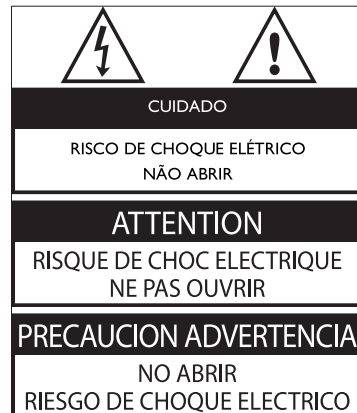 CUIDADO
RISCO DE CHOQUE ELÉTRICO
NÃO ABRIR
ATTENTION
RISQUE DE CHOC ELECTRIQUE
NE PAS OUVRIR
PRECAUCION ADVERTENCIA
NO ABRIR
RIESGO DE CHOQUE ELECTRICO